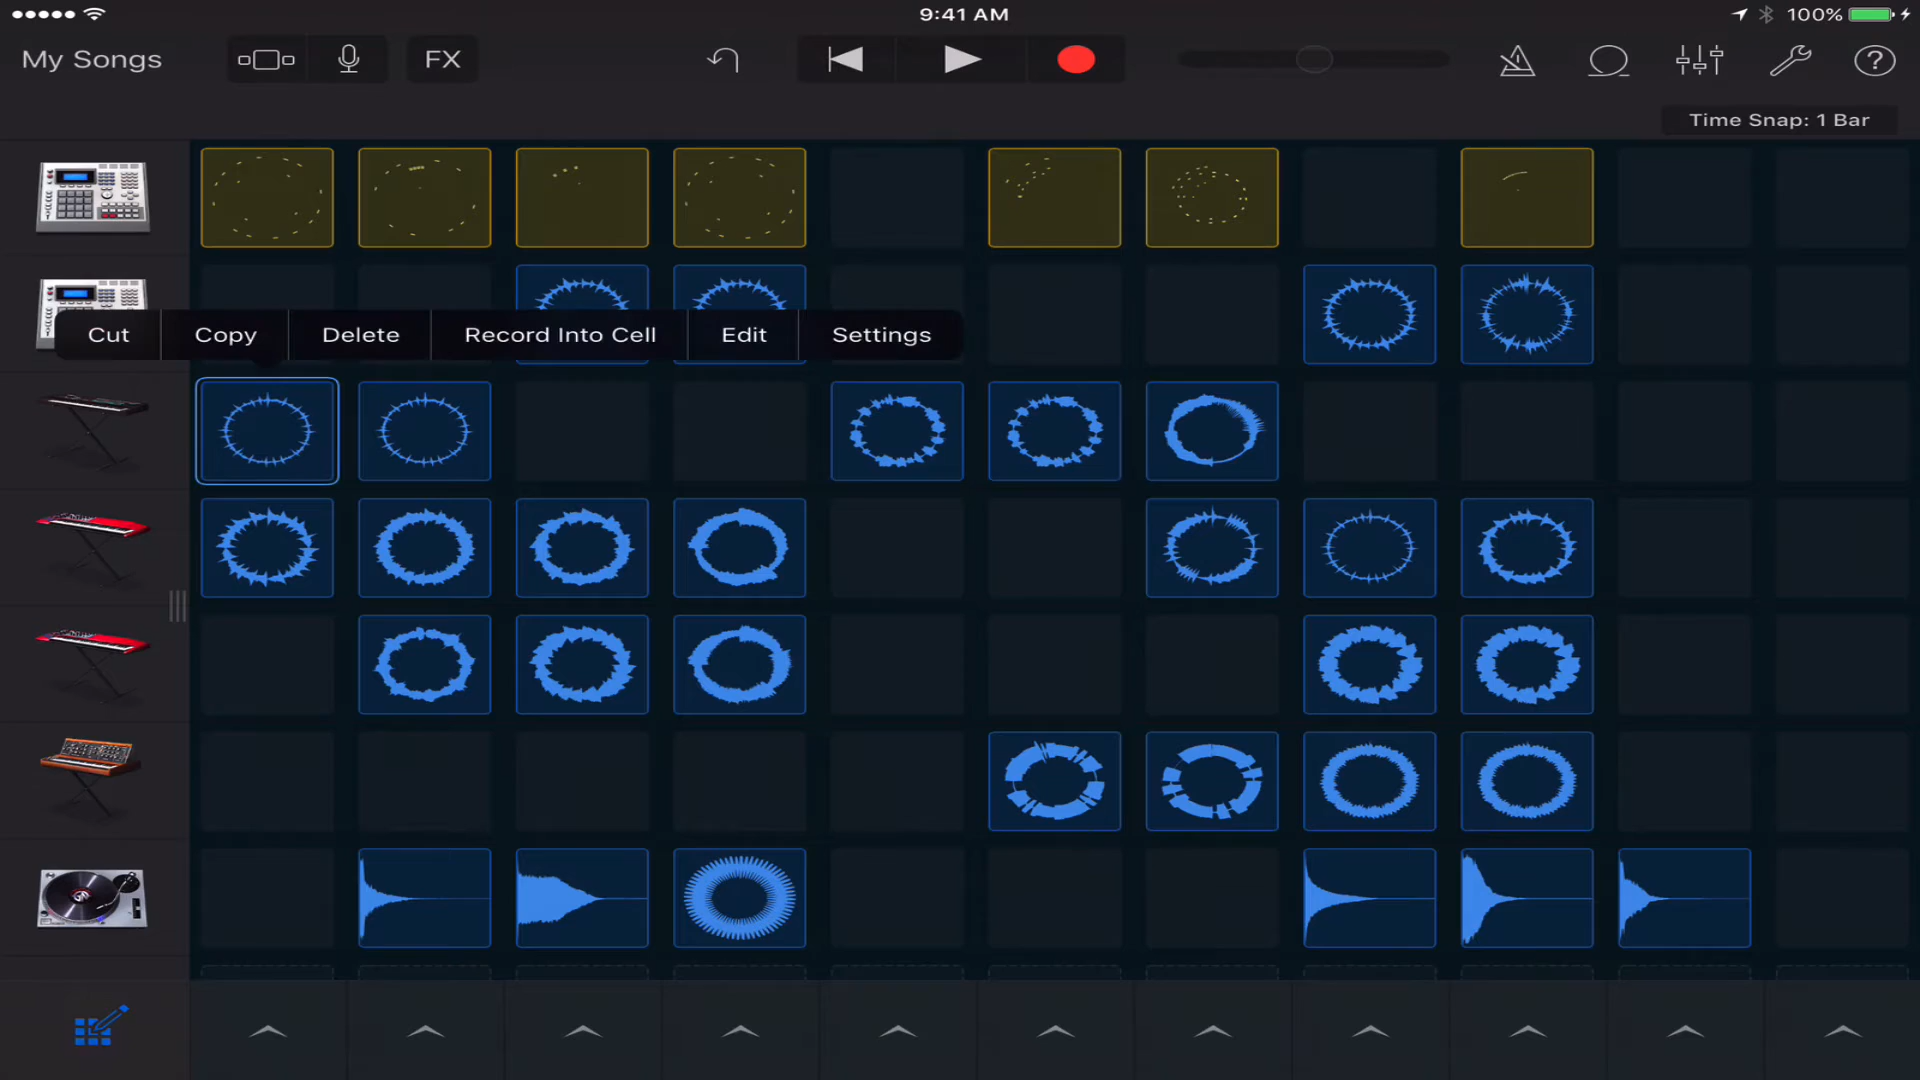 9:41 AM
100%
My Songs
FX
Time Snap: 1 Bar
Cut
Copy
Delete
Record Into Cell
Edit
Settings